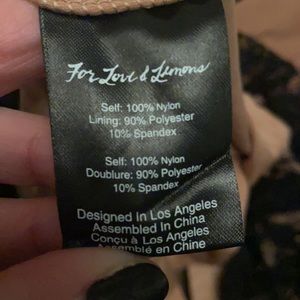 For Love & Lemons
Self: 100% Nylon
Lining: 90% Polyester
10% Spandex
Self: 100% Nylon
Doublure: 90% Polyester
10% Spandex
Designed in Los Angeles
Assembled in China
Conçu à Los Angeles
Assemblé en Chine